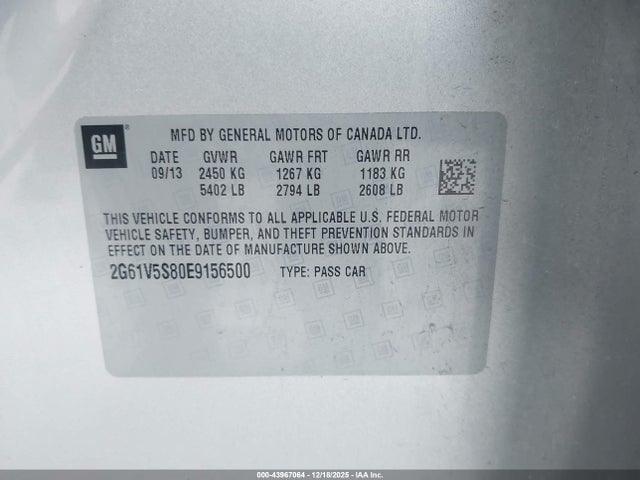 GM ®
MFD BY GENERAL MOTORS OF CANADA LTD.
DATE GVWR GAWR FRT GAWR RR
09/13 2450 KG 1267 KG 1183 KG
5402 LB 2794 LB 2608 LB
THIS VEHICLE CONFORMS TO ALL APPLICABLE U.S. FEDERAL MOTOR
VEHICLE SAFETY, BUMPER, AND THEFT PREVENTION STANDARDS IN
EFFECT ON THE DATE OF MANUFACTURE SHOWN ABOVE.
2G61V5S80E9156500 TYPE: PASS CAR
000-43967064 - 12/18/2025 - IAA Inc.